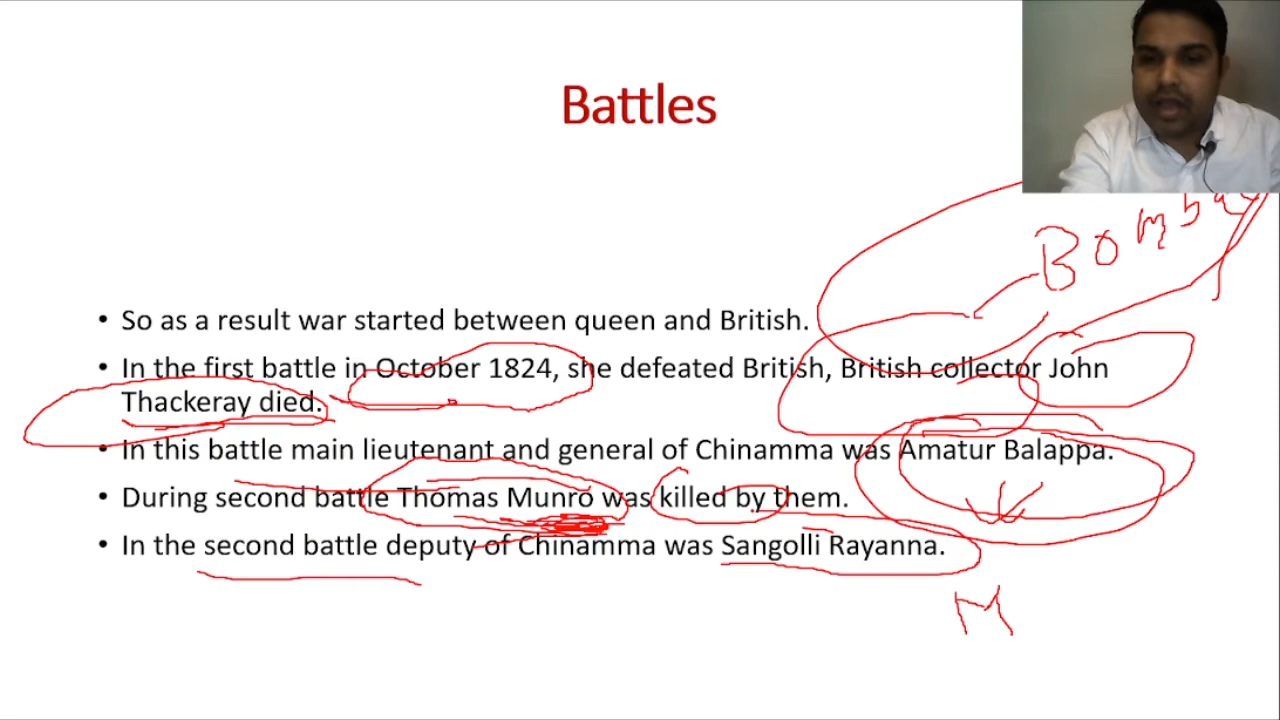 Battles
Bombay
• So as a result war started between queen and British.
• In the first battle in October 1824, she defeated British, British collector John
Thackeray died.
• In this battle main lieutenant and general of Chinamma was Amatur Balappa.
• During second battle Thomas Munro was killed by them.
• In the second battle deputy of Chinamma was Sangolli Rayanna.
M